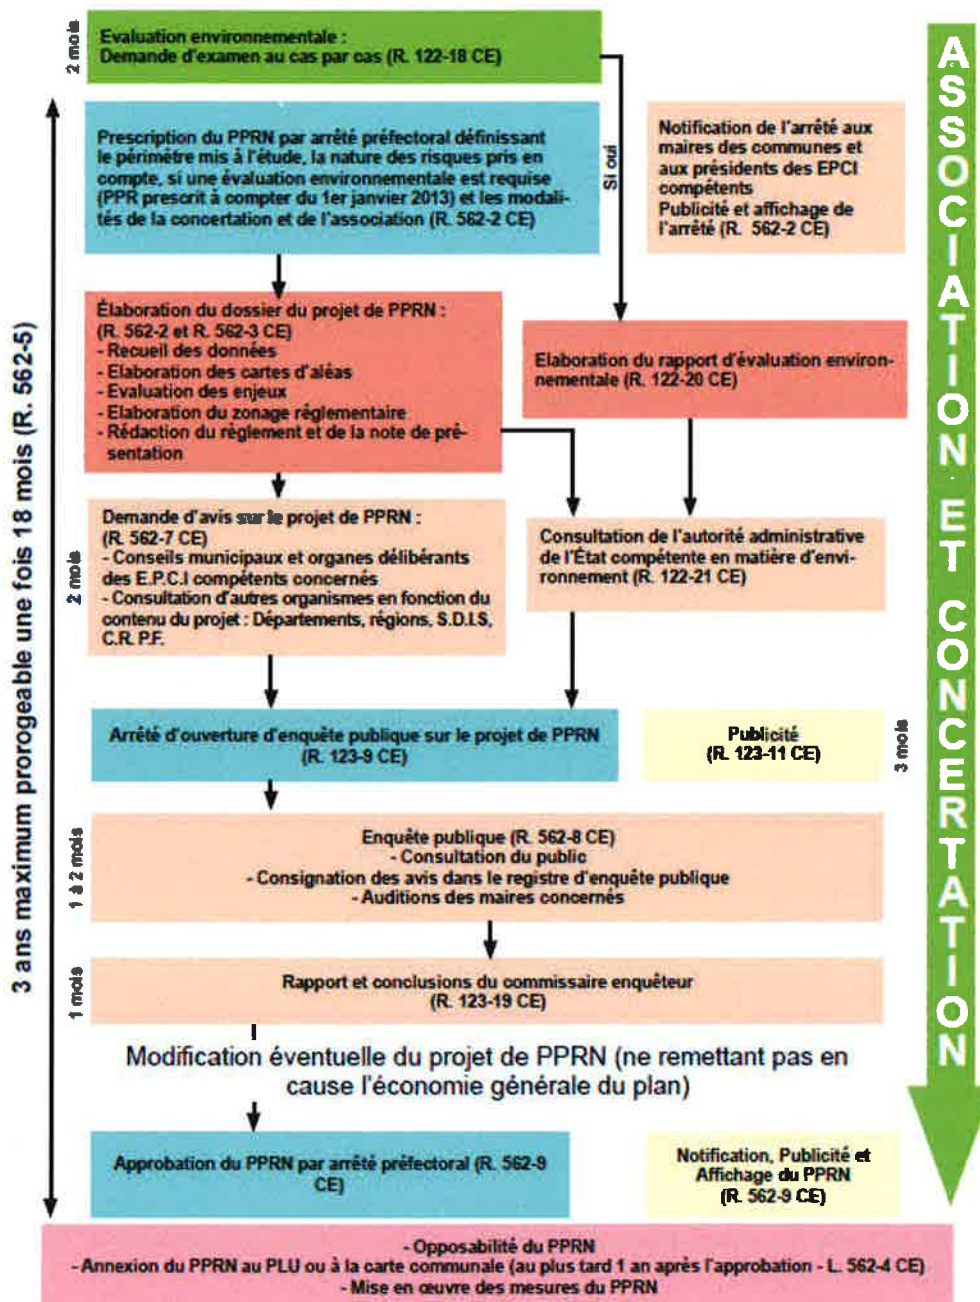 2 mois
Evaluation environnementale :
Demande d'examen au cas par cas (R. 122-18 CE)
3 ans maximum prorogeable une fois 18 mois (R. 562-5)
Prescription du PPRN par arrêté préfectoral définissant
le périmètre mis à l'étude, la nature des risques pris en
compte, si une évaluation environnementale est requise
(PPR prescrit à compter du 1er janvier 2013) et les modali-
tés de la concertation et de l'association (R. 562-2 CE)
Si oui
Notification de l'arrêté aux
maires des communes et
aux présidents des EPCI
compétents
Publicité et affichage de
l'arrêté (R. 562-2 CE)
Élaboration du dossier du projet de PPRN :
(R. 562-2 et R. 562-3 CE)
- Recueil des données
- Elaboration des cartes d'aléas
- Evaluation des enjeux
- Elaboration du zonage réglementaire
- Rédaction du règlement et de la note de pré-
sentation
Elaboration du rapport d'évaluation environ-
nementale (R. 122-20 CE)
2 mois
Demande d'avis sur le projet de PPRN :
(R. 562-7 CE)
- Conseils municipaux et organes délibérants
des E.P.C.I compétents concernés
- Consultation d'autres organismes en fonction du
contenu du projet : Départements, régions, S.D.I.S,
C.R. P.F.
Consultation de l'autorité administrative
de l'État compétente en matière d'envi-
ronnement (R. 122-21 CE)
Arrêté d'ouverture d'enquête publique sur le projet de PPRN
(R. 123-9 CE)
Publicité
(R. 123-11 CE)
3 mois
1 à 2 mois
Enquête publique (R. 562-8 CE)
- Consultation du public
- Consignation des avis dans le registre d'enquête publique
- Auditions des maires concernés
1 mois
Rapport et conclusions du commissaire enquêteur
(R. 123-19 CE)
Modification éventuelle du projet de PPRN (ne remettant pas en
cause l'économie générale du plan)
Approbation du PPRN par arrêté préfectoral (R. 562-9
CE)
Notification, Publicité et
Affichage du PPRN
(R. 562-9 CE)
- Opposabilité du PPRN
- Annexion du PPRN au PLU ou à la carte communale (au plus tard 1 an après l'approbation - L. 562-4 CE)
- Mise en œuvre des mesures du PPRN
ASSOCIATION ET CONCERTATION